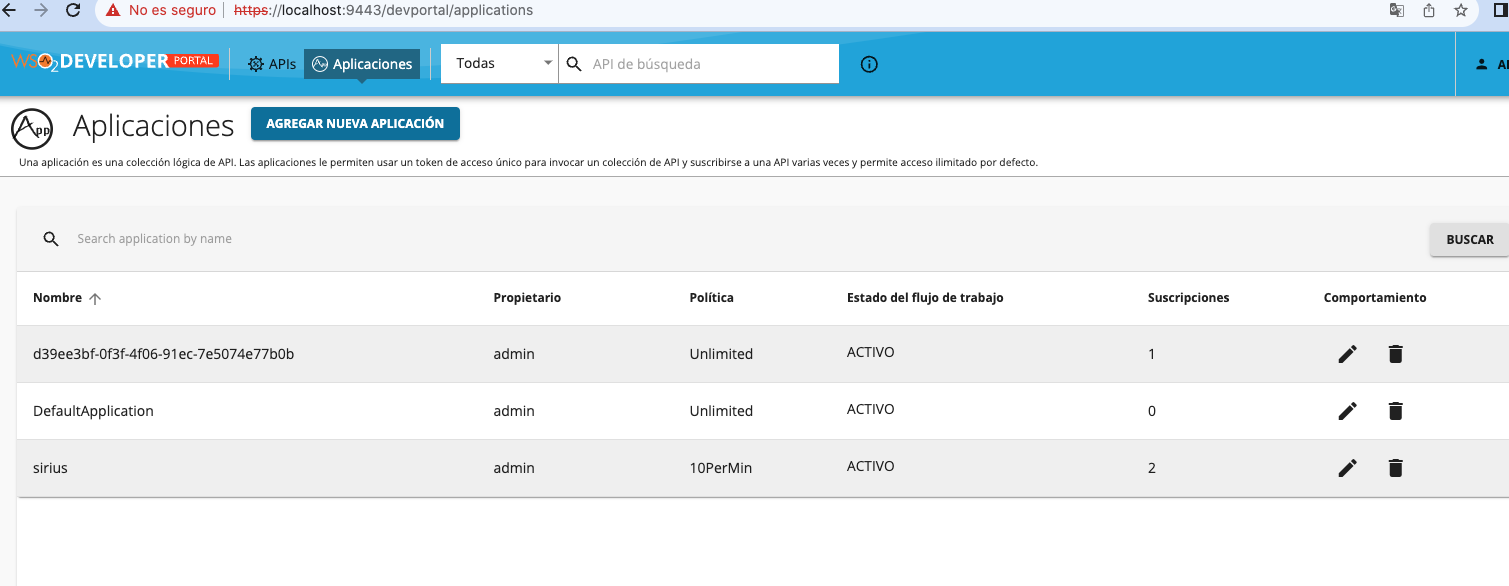 No es seguro https://localhost:9443/devportal/applications
WSO2 DEVELOPER PORTAL APIs Aplicaciones Todas API de búsqueda
Aplicaciones AGREGAR NUEVA APLICACIÓN
Una aplicación es una colección lógica de API. Las aplicaciones le permiten usar un token de acceso único para invocar un colección de API y suscribirse a una API varias veces y permite acceso ilimitado por defecto.
Search application by name BUSCAR
Nombre Propietario Política Estado del flujo de trabajo Suscripciones Comportamiento
d39ee3bf-0f3f-4f06-91ec-7e5074e77b0b admin Unlimited ACTIVO 1
DefaultApplication admin Unlimited ACTIVO 0
sirius admin 10PerMin ACTIVO 2